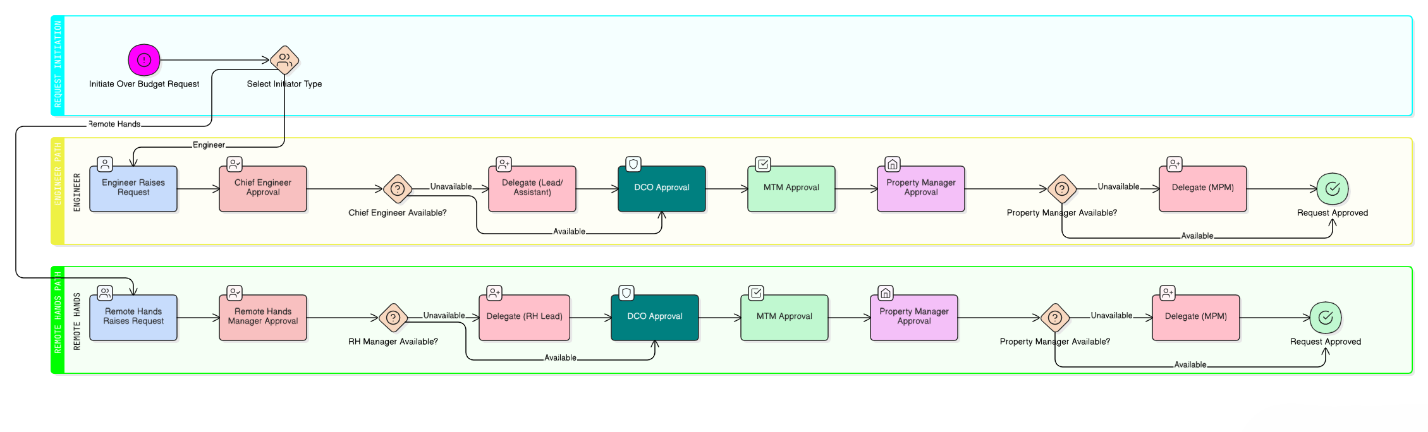 REQUEST INITIATION
Initiate Over Budget Request
Select Initiator Type
Remote Hands
Engineer
ENGINEER PATH
ENGINEER
Engineer Raises
Request
Chief Engineer
Approval
Chief Engineer Available?
Unavailable
Available
Delegate (Lead/
Assistant)
DCO Approval
MTM Approval
Property Manager
Approval
Property Manager Available?
Unavailable
Available
Delegate (MPM)
Request Approved
REMOTE HANDS PATH
REMOTE HANDS
Remote Hands
Raises Request
Remote Hands
Manager Approval
RH Manager Available?
Unavailable
Available
Delegate (RH Lead)
DCO Approval
MTM Approval
Property Manager
Approval
Property Manager Available?
Unavailable
Available
Delegate (MPM)
Request Approved